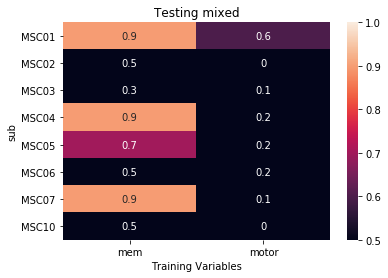 Testing mixed
MSC01 0.9 0.6
MSC02 0.5 0
MSC03 0.3 0.1
MSC04 0.9 0.2
MSC05 0.7 0.2
MSC06 0.5 0.2
MSC07 0.9 0.1
MSC10 0.5 0
sub
mem motor
Training Variables
1.0
0.9
0.8
0.7
0.6
0.5